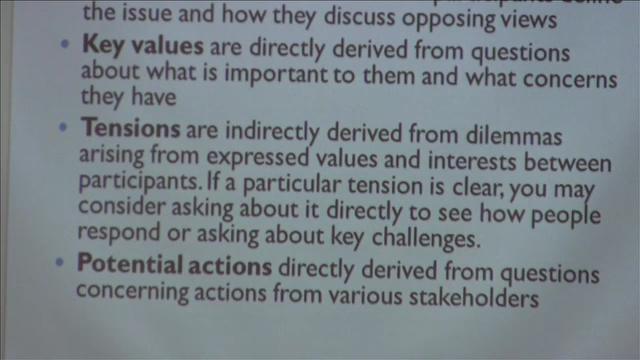 the issue and how they discuss opposing views
• Key values are directly derived from questions
about what is important to them and what concerns
they have
• Tensions are indirectly derived from dilemmas
arising from expressed values and interests between
participants. If a particular tension is clear, you may
consider asking about it directly to see how people
respond or asking about key challenges.
• Potential actions directly derived from questions
concerning actions from various stakeholders